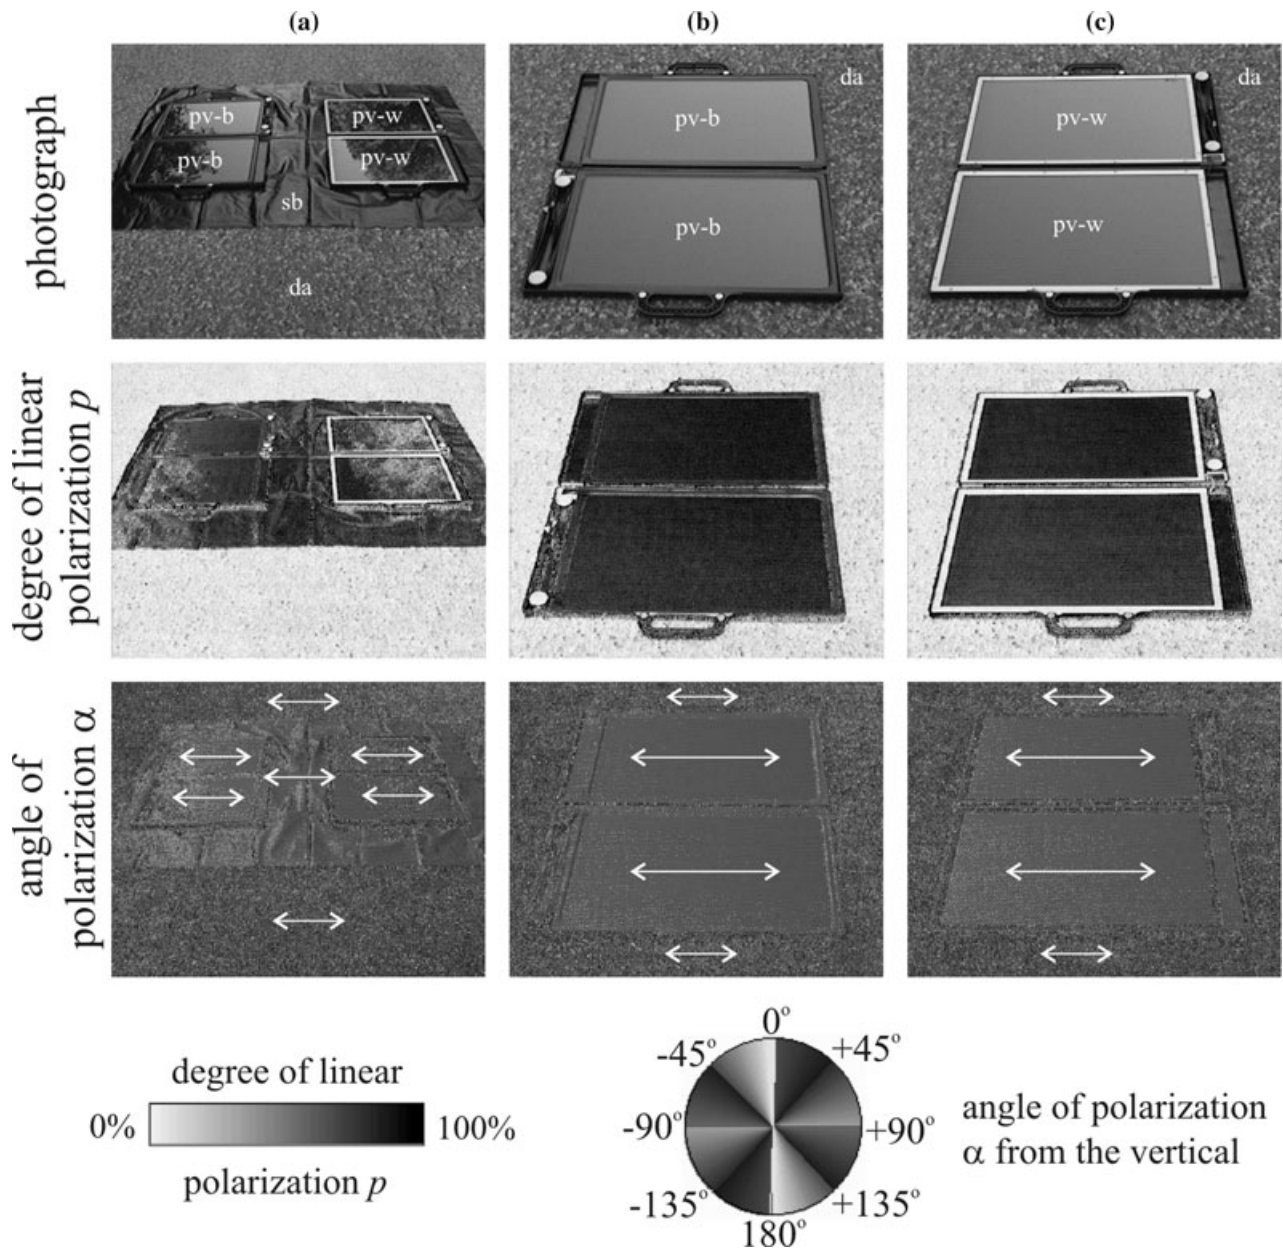 (a) (b) (c)
photograph
pv-b pv-w
pv-b pv-w
sb
da
da
pv-b
pv-b
da
pv-w
pv-w
degree of linear
polarization p
angle of
polarization α
degree of linear
0% 100%
polarization p
0°
-45° +45°
-90° +90°
-135° +135°
180°
angle of polarization
α from the vertical